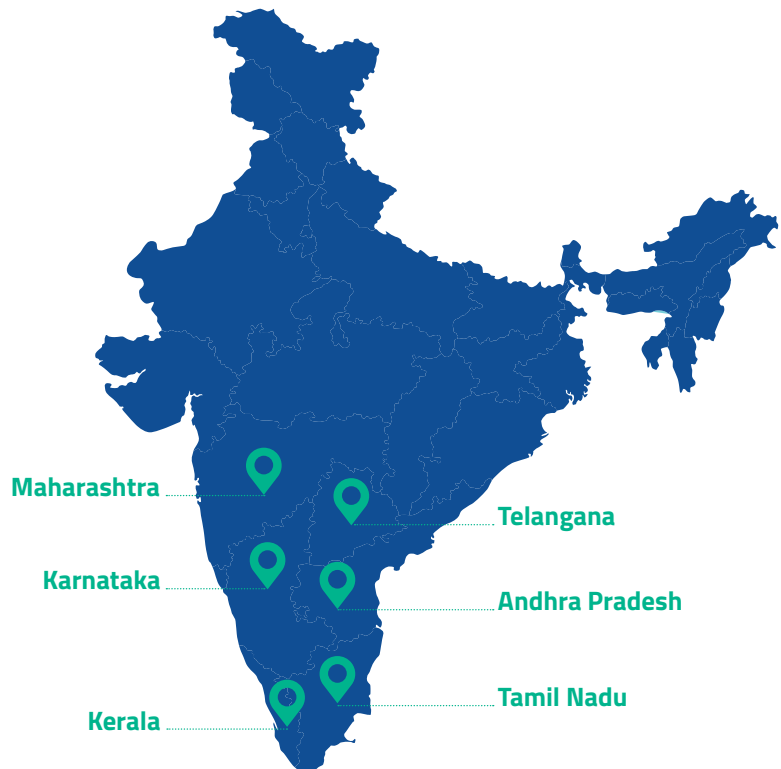 Maharashtra
Telangana
Karnataka
Andhra Pradesh
Tamil Nadu
Kerala